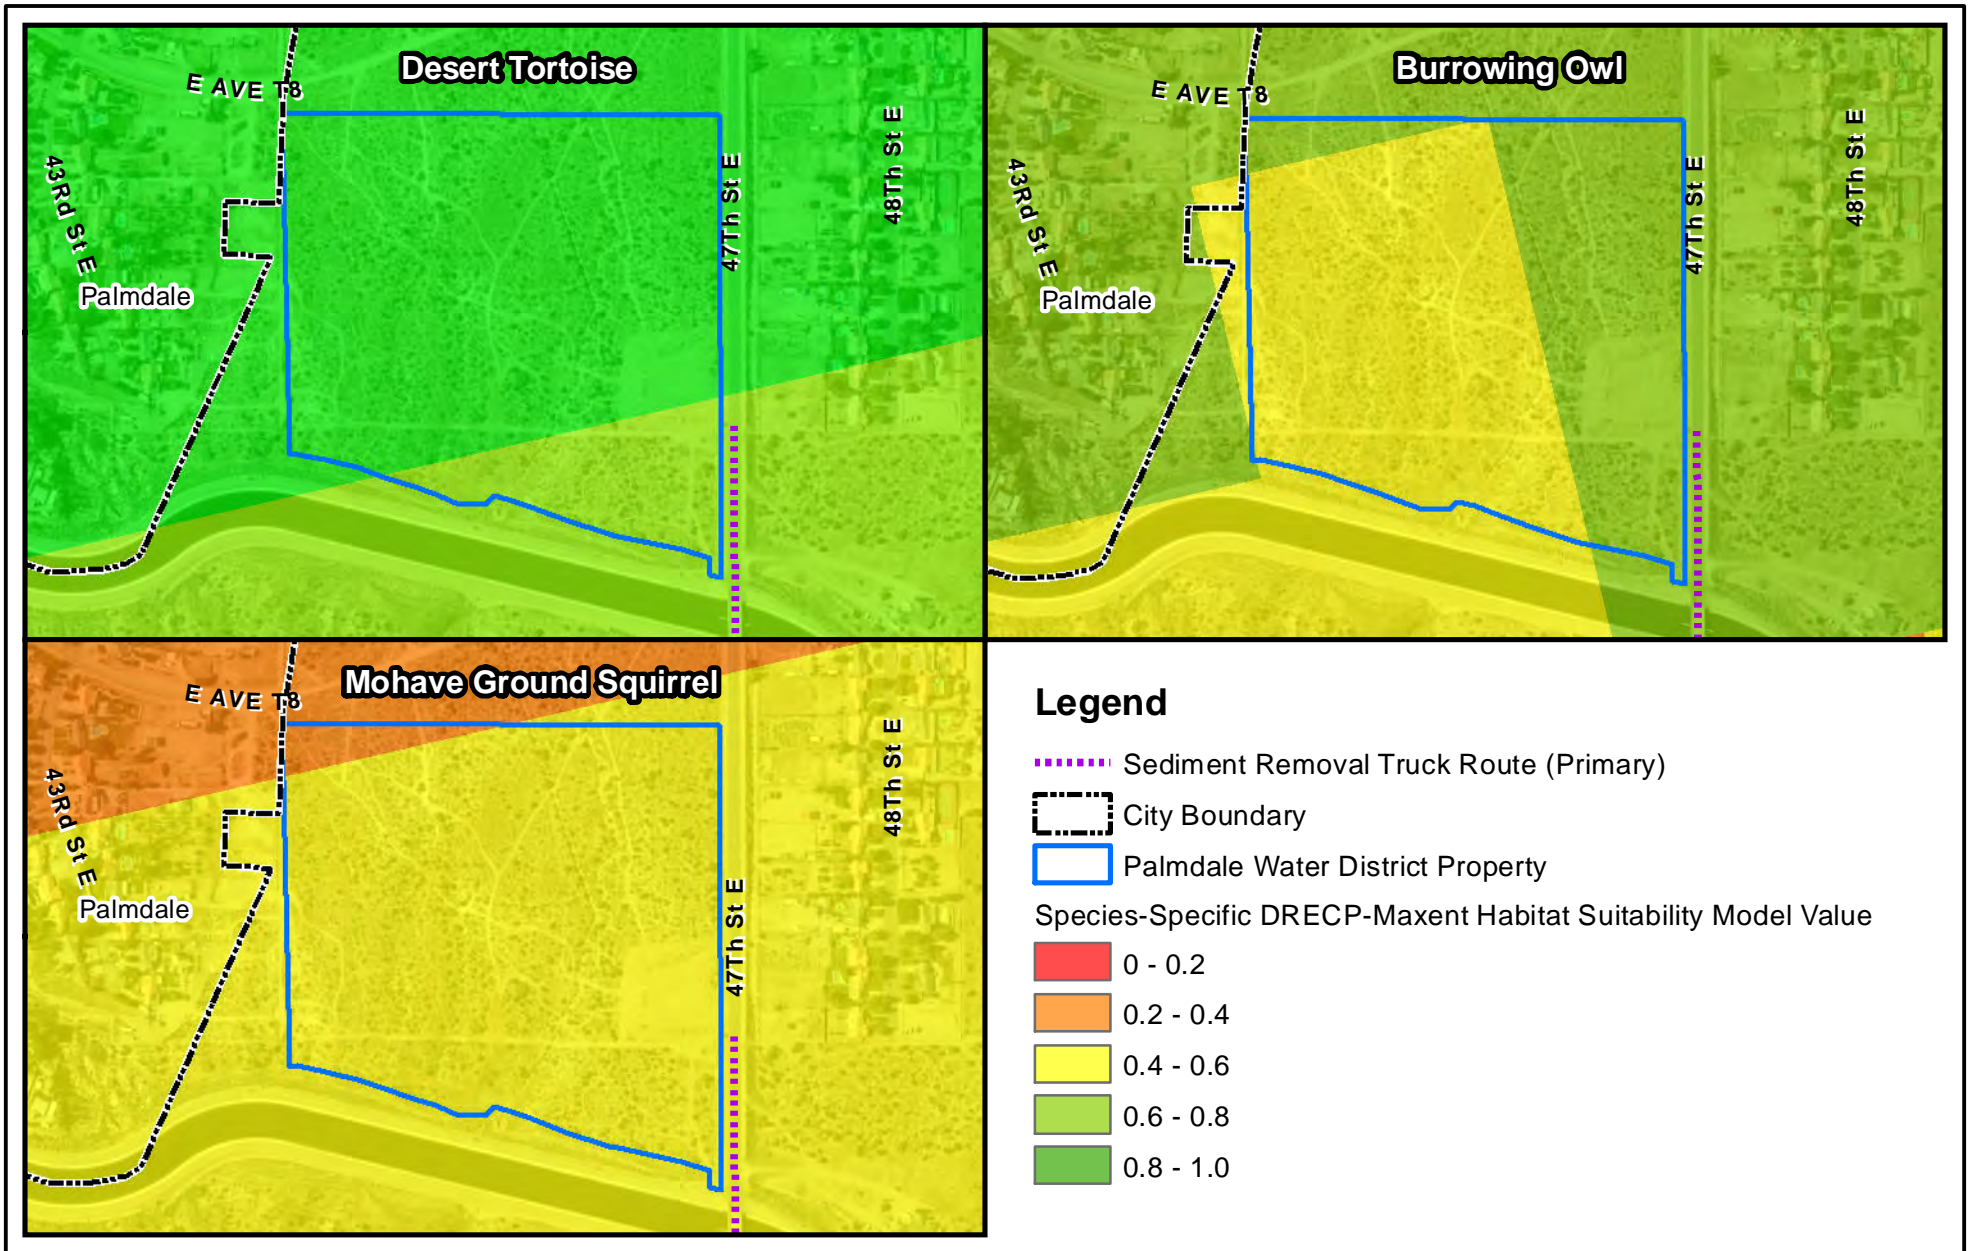 Desert Tortoise
E AVE T8
43Rd St E
Palmdale
47Th St E
48Th St E
Burrowing Owl
E AVE T8
43Rd St E
Palmdale
47Th St E
48Th St E
Mohave Ground Squirrel
E AVE T8
43Rd St E
Palmdale
47Th St E
48Th St E
Legend
Sediment Removal Truck Route (Primary)
City Boundary
Palmdale Water District Property
Species-Specific DRECP-Maxent Habitat Suitability Model Value
0 - 0.2
0.2 - 0.4
0.4 - 0.6
0.6 - 0.8
0.8 - 1.0